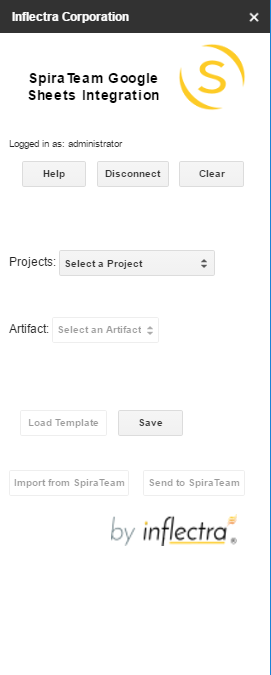 Inflectra Corporation ×
SpiraTeam Google
Sheets Integration
S
Logged in as: administrator
Help Disconnect Clear
Projects: Select a Project
Artifact: Select an Artifact
Load Template Save
Import from SpiraTeam Send to SpiraTeam
by inflectra®